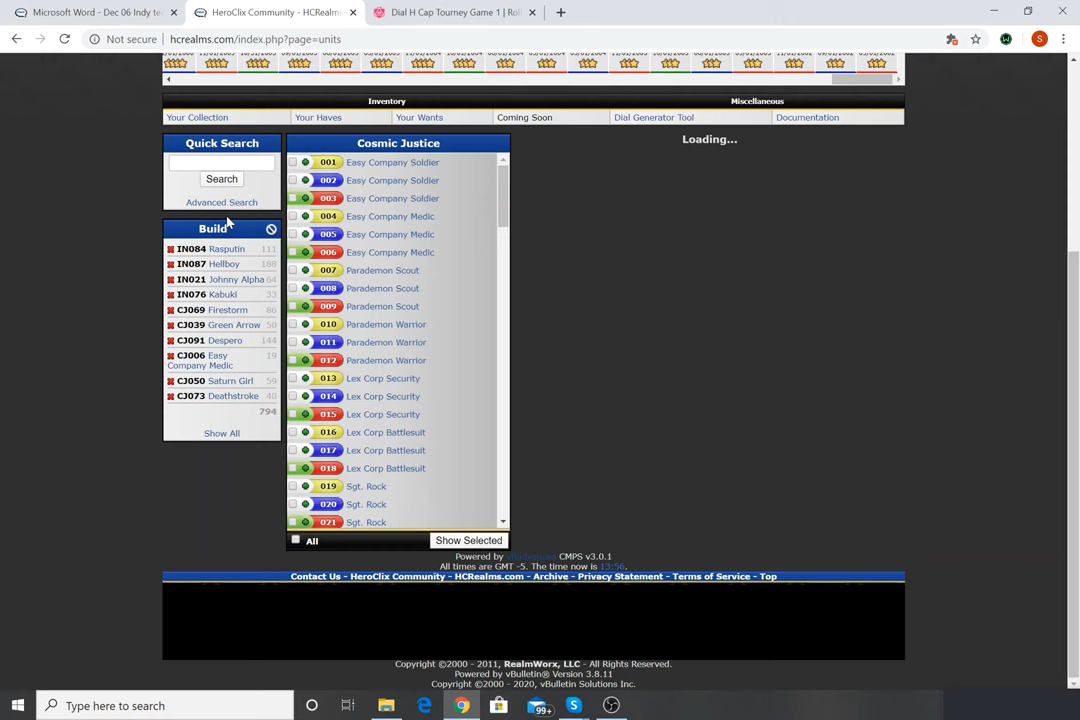 Microsoft Word - Dec 06 Indy te
HeroClix Community - HCRealms
Dial H Cap Tourney Game 1 | Roll
Not secure
hcrealms.com/index.php?page=units
S
Inventory
Miscellaneous
Your Collection
Your Haves
Your Wants
Coming Soon
Dial Generator Tool
Documentation
Quick Search
Search
Advanced Search
Build
IN084 Rasputin 111
IN087 Hellboy 188
IN021 Johnny Alpha 64
IN076 Kabuki 33
CJ069 Firestorm 86
CJ039 Green Arrow 50
CJ091 Despero 144
CJ006 Easy 19
Company Medic
CJ050 Saturn Girl 59
CJ073 Deathstroke 40
794
Show All
Cosmic Justice
001 Easy Company Soldier
002 Easy Company Soldier
003 Easy Company Soldier
004 Easy Company Medic
005 Easy Company Medic
006 Easy Company Medic
007 Parademon Scout
008 Parademon Scout
009 Parademon Scout
010 Parademon Warrior
011 Parademon Warrior
012 Parademon Warrior
013 Lex Corp Security
014 Lex Corp Security
015 Lex Corp Security
016 Lex Corp Battlesuit
017 Lex Corp Battlesuit
018 Lex Corp Battlesuit
019 Sgt. Rock
020 Sgt. Rock
021 Sgt. Rock
All
Show Selected
Loading...
Powered by vBadvanced CMPS v3.0.1
All times are GMT -5. The time now is 13:56.
Contact Us - HeroClix Community - HCRealms.com - Archive - Privacy Statement - Terms of Service - Top
Copyright ©2000 - 2011, RealmWorx, LLC - All Rights Reserved.
Powered by vBulletin® Version 3.8.11
Copyright ©2000 - 2020, vBulletin Solutions Inc.
Type here to search
99+